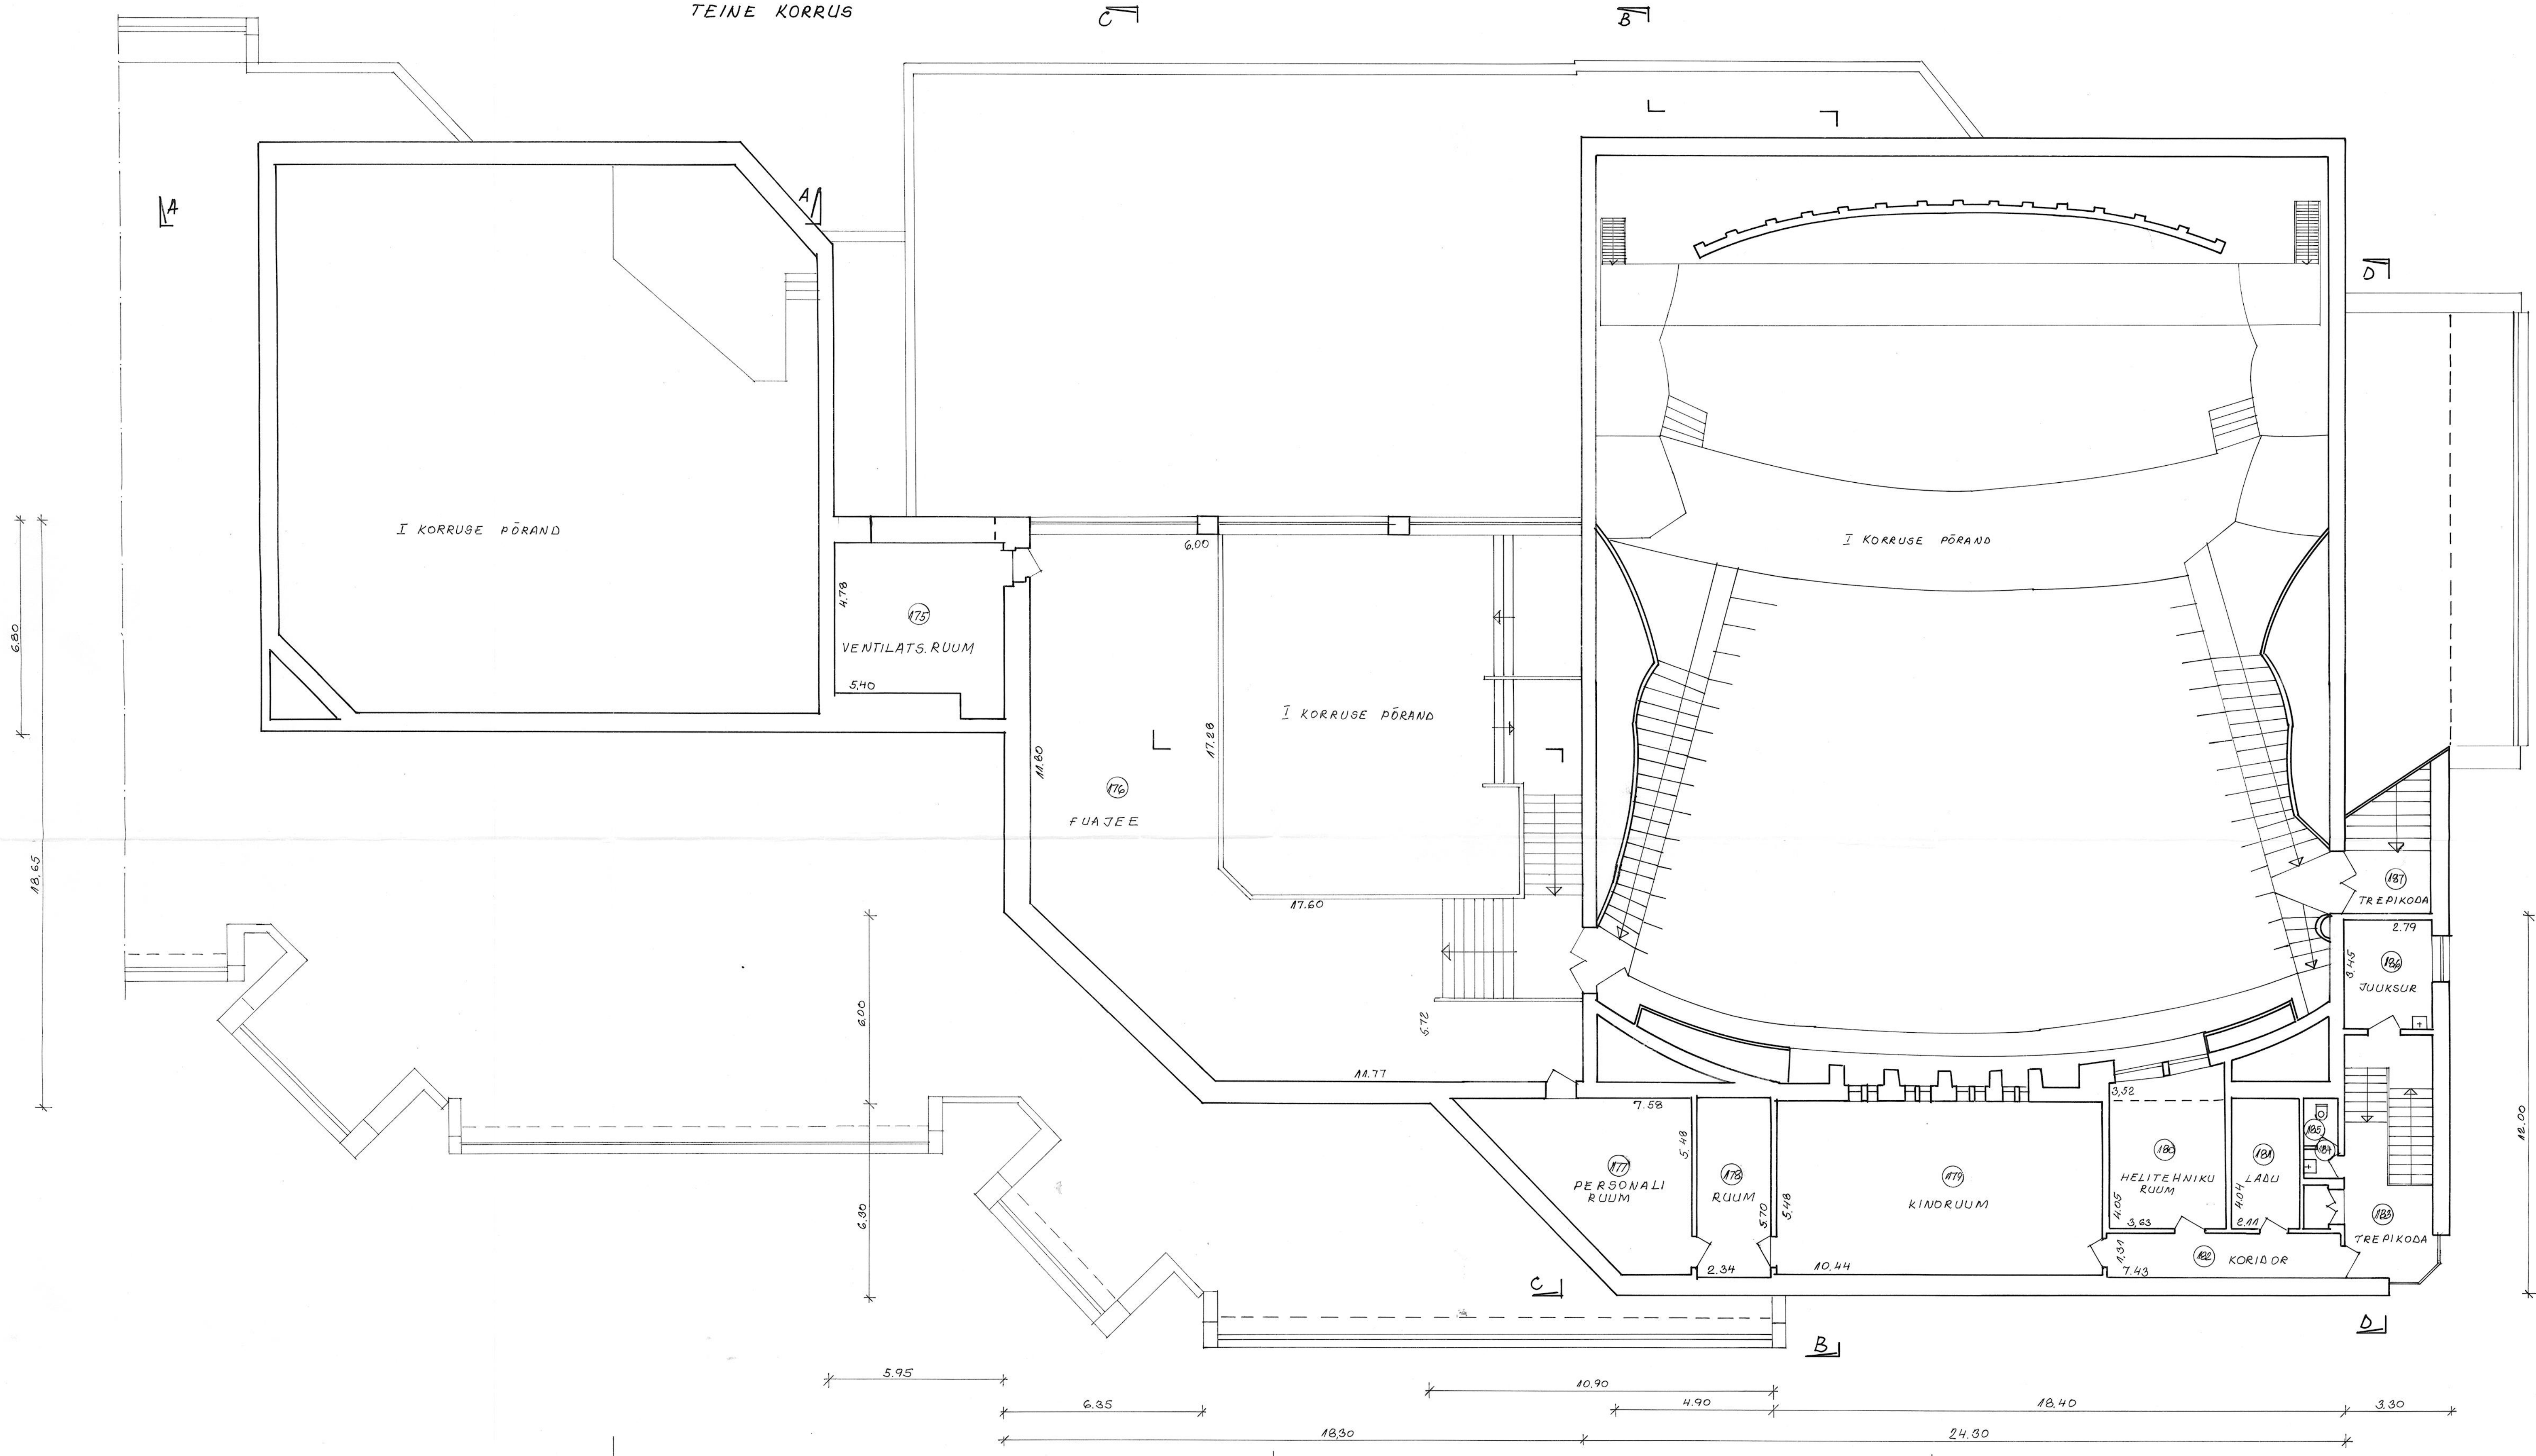 TEINE KORRUS
C
B
A
A
D
I KORRUSE PÕRAND
6.00
I KORRUSE PÕRAND
4.78
175
VENTILATS. RUUM
5,40
6.80
18.65
11.80
17.28
I KORRUSE PÕRAND
176
FUAJEE
17.60
187
TREPIKODA
2.79
3.45
186
JUUKSUR
6.00
6.30
5.72
11.77
7.58
5.48
177
PERSONALI
RUUM
178
RUUM
5.70
2.34
5,48
179
KINORUUM
10.44
3,52
180
HELITEHNIKU
RUUM
4.05
3,63
181
LADU
4.04
2.11
185
184
183
TREPIKODA
1.31
182
KORIDOR
7.43
12.00
C
D
B
5.95
10.90
6.35
4.90
18.40
3.30
18,30
24.30